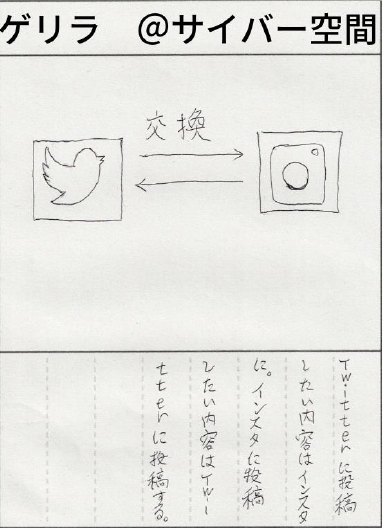 ゲリラ　@サイバー空間
交換
Twitterに投稿
したい内容はインスタ
に。インスタに投稿
したい内容はTwi
tterに投稿する。